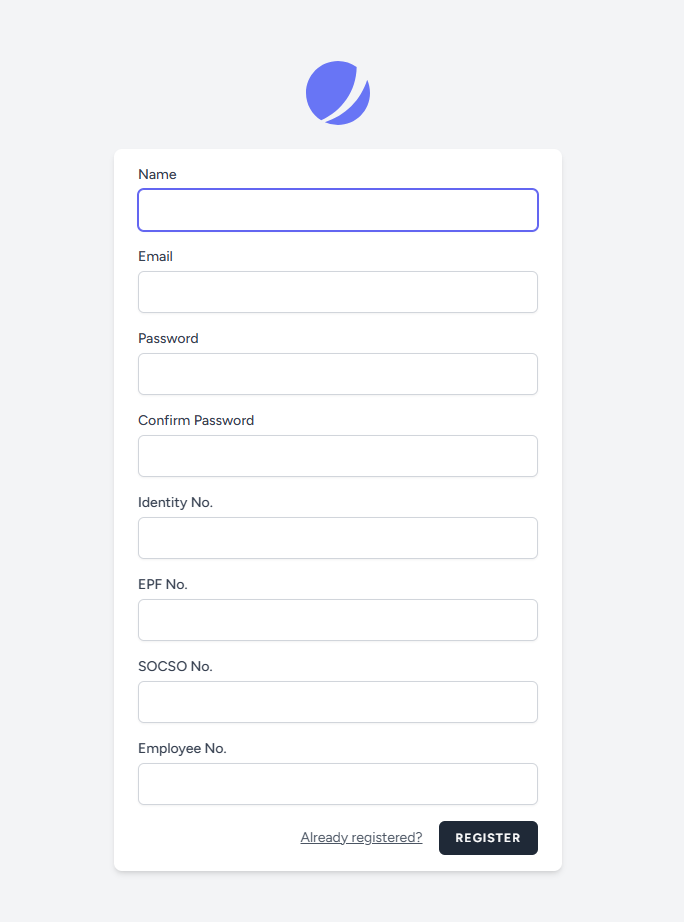 Name
Email
Password
Confirm Password
Identity No.
EPF No.
SOCSO No.
Employee No.
Already registered? REGISTER